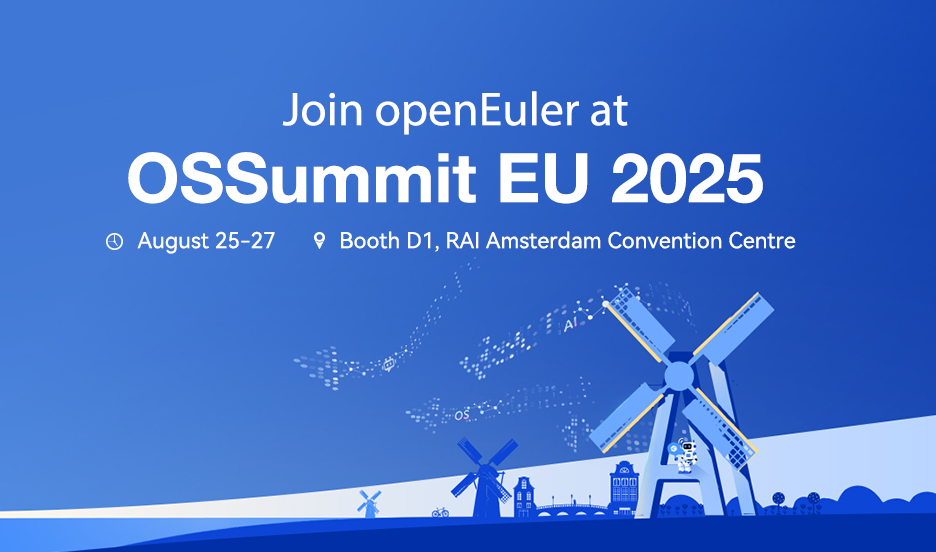 Join openEuler at
OSSummit EU 2025
August 25-27 Booth D1, RAI Amsterdam Convention Centre
AI
OS